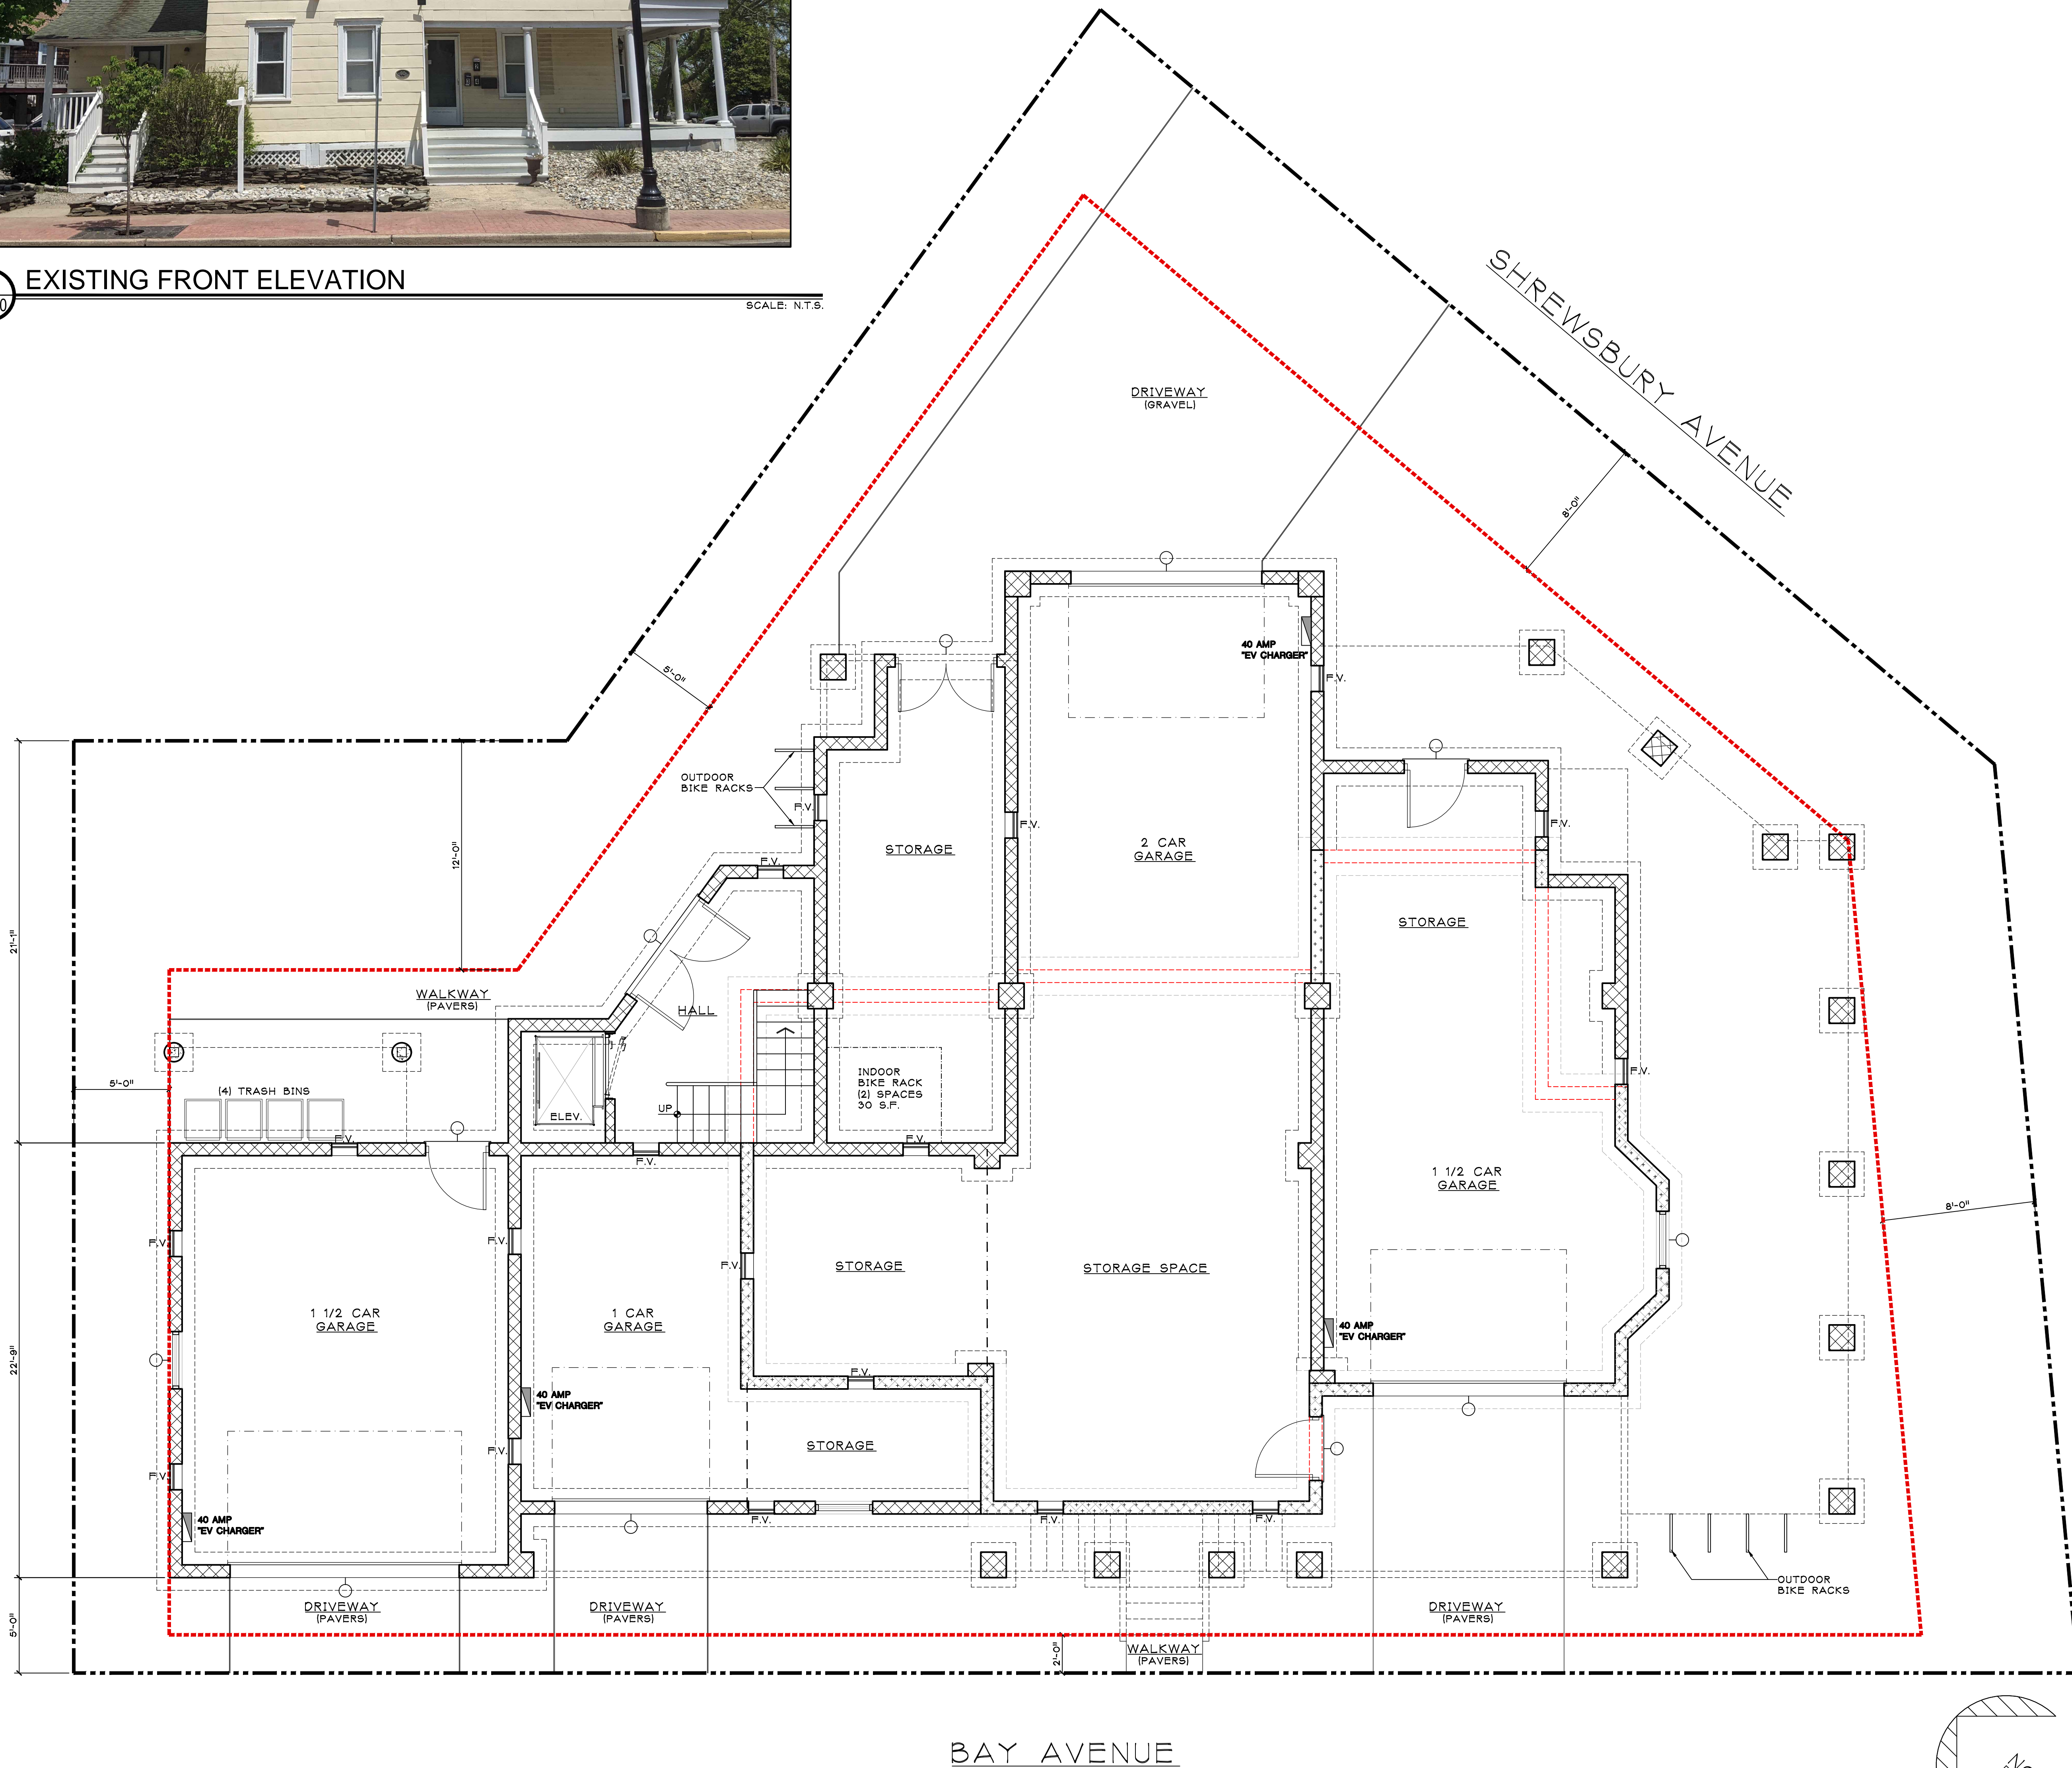 0
EXISTING FRONT ELEVATION
SCALE: N.T.S.
SHREWSBURY AVENUE
DRIVEWAY
(GRAVEL)
8'-0"
40 AMP
"EV CHARGER"
F.V.
5'-0"
OUTDOOR
BIKE RACKS
F.V.
F.V.
F.V.
STORAGE
2 CAR
GARAGE
12'-0"
F.V.
STORAGE
21'-1"
WALKWAY
(PAVERS)
HALL
INDOOR
BIKE RACK
(2) SPACES
30 S.F.
F.V.
5'-0"
(4) TRASH BINS
ELEV.
UP
F.V.
F.V.
F.V.
1 1/2 CAR
GARAGE
8'-0"
F.V.
F.V.
F.V.
STORAGE
STORAGE SPACE
1 1/2 CAR
GARAGE
1 CAR
GARAGE
40 AMP
"EV CHARGER"
22'-9"
F.V.
40 AMP
"EV CHARGER"
STORAGE
F.V.
F.V.
40 AMP
"EV CHARGER"
F.V.
F.V.
F.V.
OUTDOOR
BIKE RACKS
5'-0"
DRIVEWAY
(PAVERS)
DRIVEWAY
(PAVERS)
DRIVEWAY
(PAVERS)
2'-0"
WALKWAY
(PAVERS)
BAY AVENUE